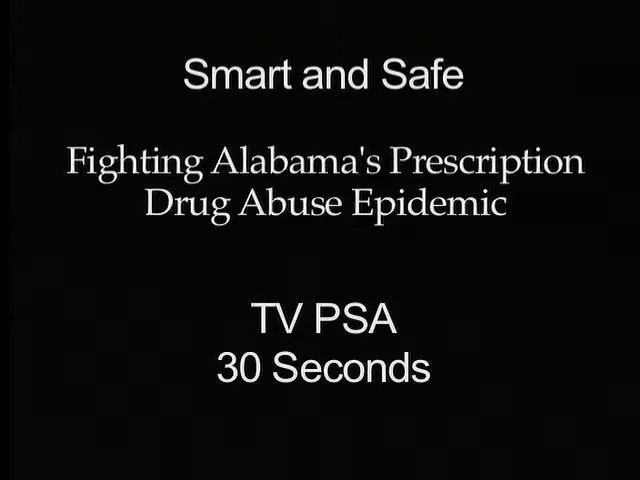 Smart and Safe
Fighting Alabama's Prescription
Drug Abuse Epidemic
TV PSA
30 Seconds